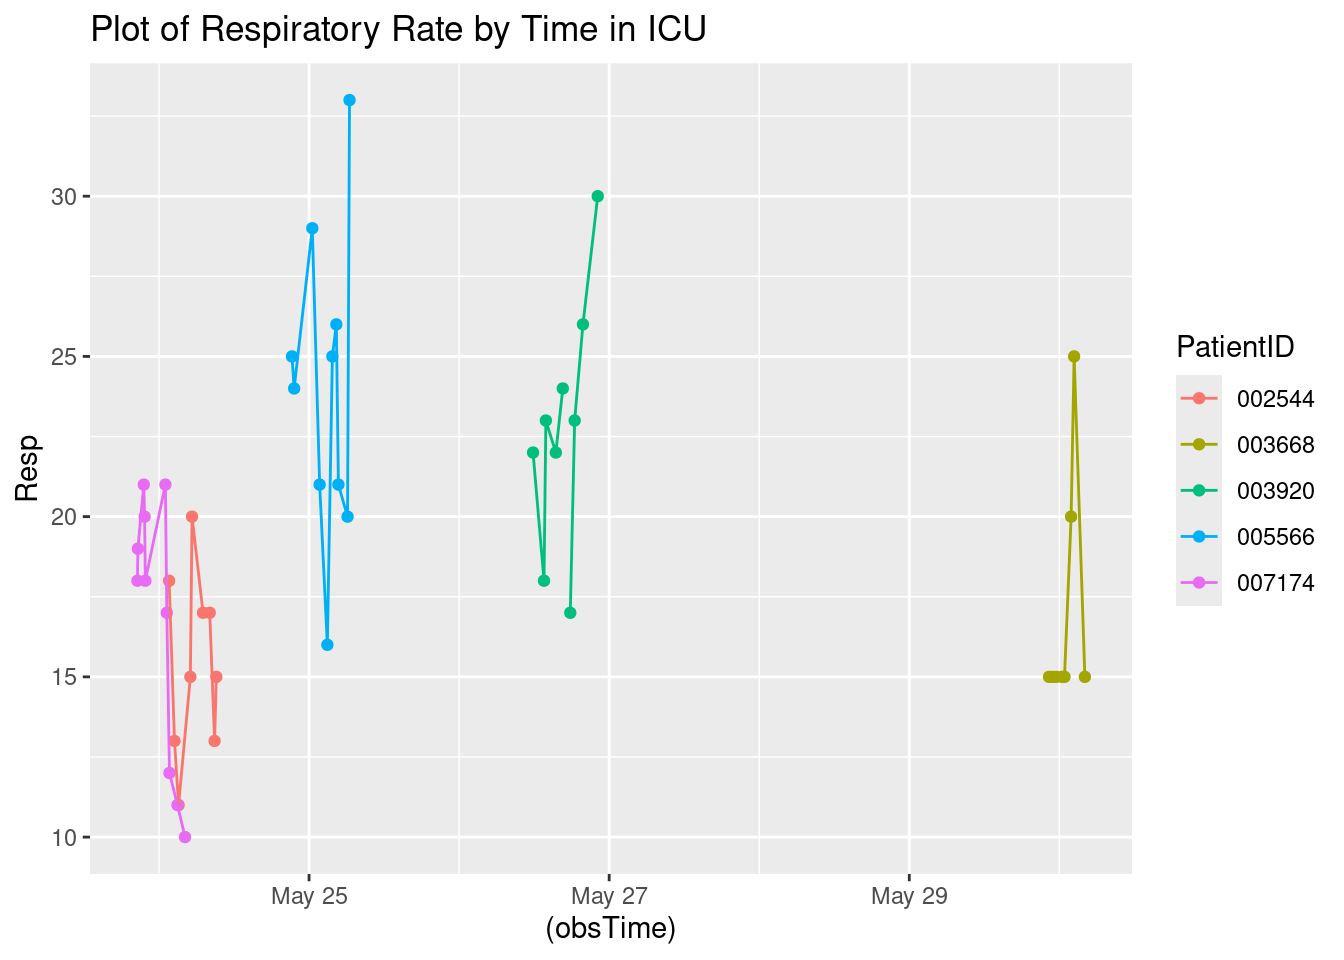 Plot of Respiratory Rate by Time in ICU
Resp
30
25
20
15
10
May 25
May 27
May 29
(obsTime)
PatientID
002544
003668
003920
005566
007174